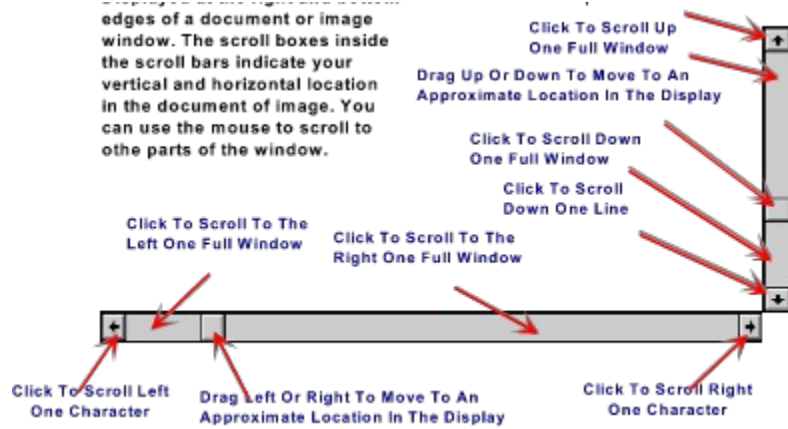 edges of a document or image
window. The scroll boxes inside
the scroll bars indicate your
vertical and horizontal location
in the document of image. You
can use the mouse to scroll to
othe parts of the window.
Click To Scroll Up
One Full Window
Drag Up Or Down To Move To An
Approximate Location In The Display
Click To Scroll Down
One Full Window
Click To Scroll
Down One Line
Click To Scroll To The
Left One Full Window
Click To Scroll To The
Right One Full Window
Click To Scroll Left
One Character
Drag Left Or Right To Move To An
Approximate Location In The Display
Click To Scroll Right
One Character